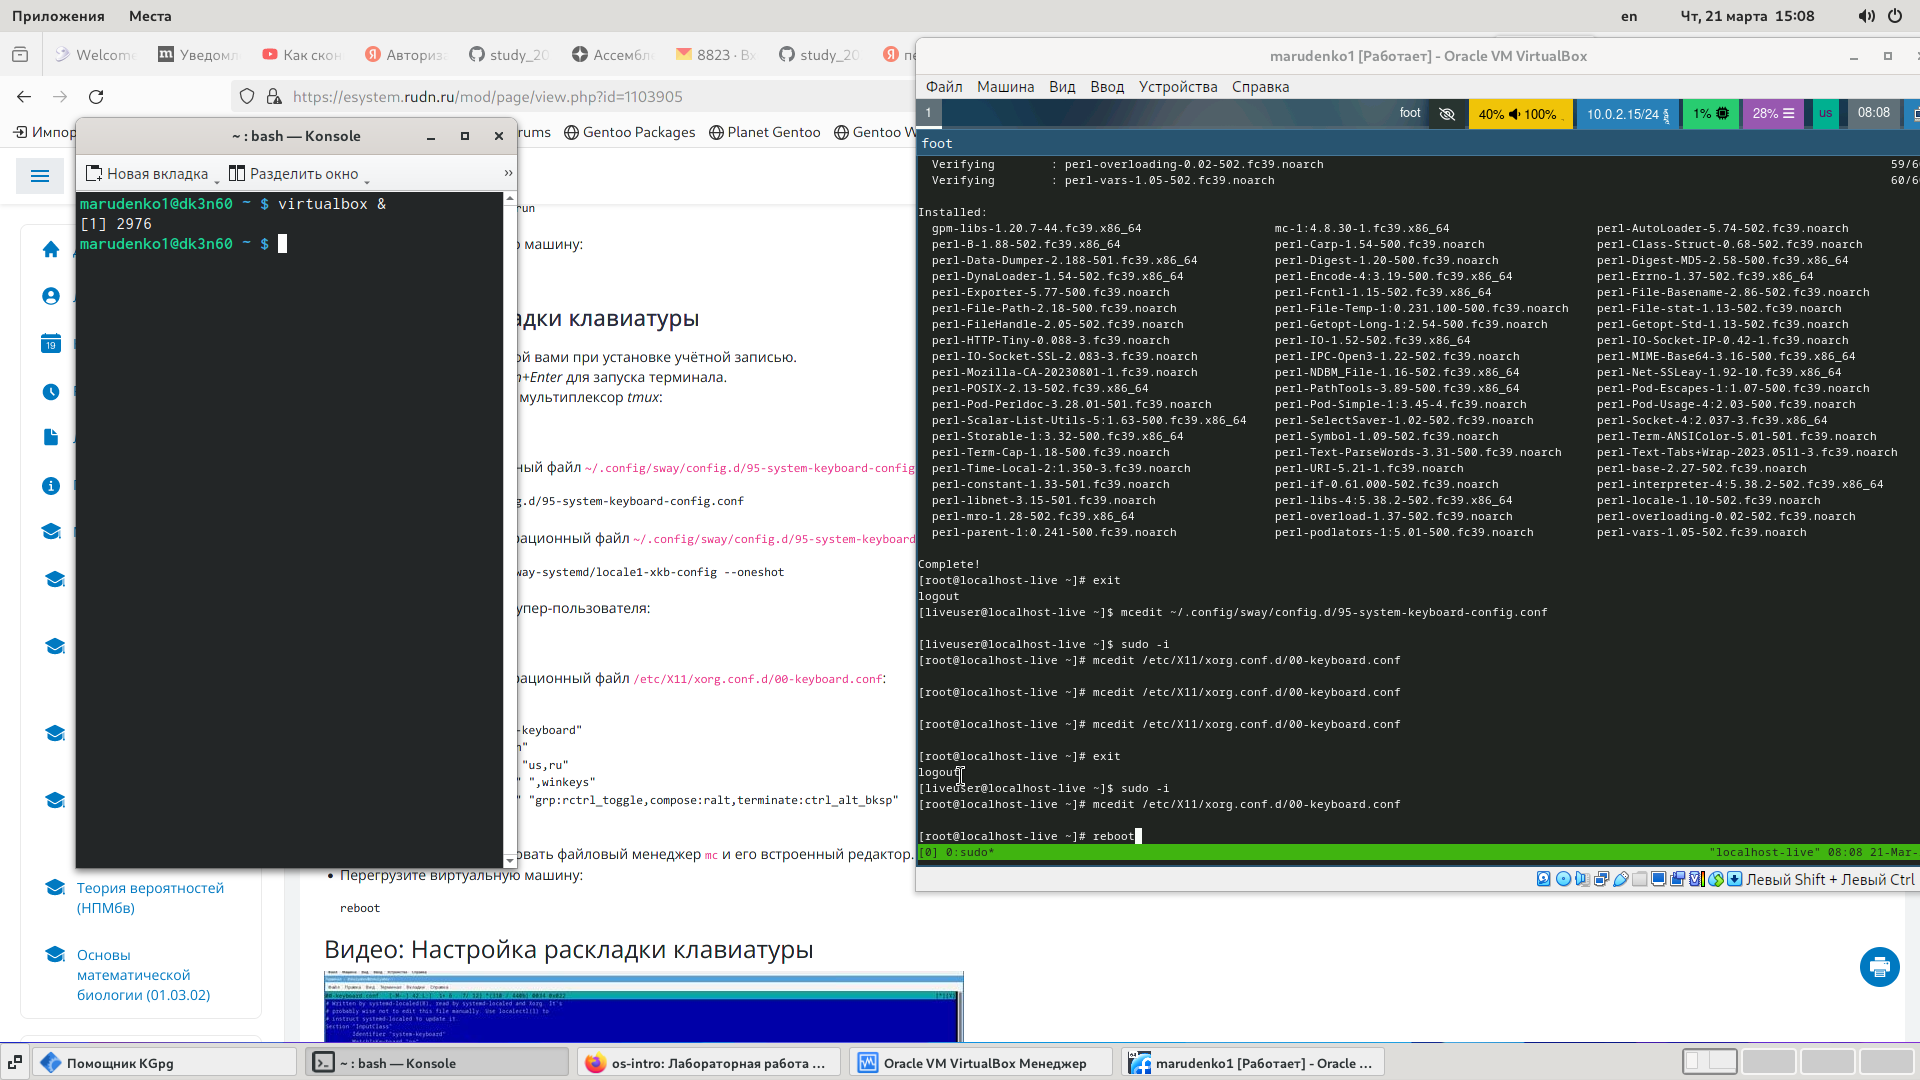 Приложения Места en Чт, 21 марта 15:08
Welcome Уведомл Как скон Авториза study_20 Ассембл 8823 · Вх study_20
marudenko1 [Работает] - Oracle VM VirtualBox
https://esystem.rudn.ru/mod/page/view.php?id=1103905
Файл Машина Вид Ввод Устройства Справка
1 foot 40% 100% 10.0.2.15/24 1% 28% us 08:08
Импор rums Gentoo Packages Planet Gentoo Gentoo W
foot
~ : bash — Konsole
Новая вкладка Разделить окно »
marudenko1@dk3n60 ~ $ virtualbox &
[1] 2976
marudenko1@dk3n60 ~ $
run
ю машину:
адки клавиатуры
ой вами при установке учётной записью.
n+Enter для запуска терминала.
мультиплексор tmux:
ный файл ~/.config/sway/config.d/95-system-keyboard-config
g.d/95-system-keyboard-config.conf
рационный файл ~/.config/sway/config.d/95-system-keyboard
way-systemd/locale1-xkb-config --oneshot
упер-пользователя:
рационный файл /etc/X11/xorg.conf.d/00-keyboard.conf:
-keyboard"
"us,ru"
" ",winkeys"
" "grp:rctrl_toggle,compose:ralt,terminate:ctrl_alt_bksp"
овать файловый менеджер mc и его встроенный редактор.
• Перегрузите виртуальную машину:
reboot
Видео: Настройка раскладки клавиатуры
19
Теория вероятностей
(НПМбв)
Основы
математической
биологии (01.03.02)
Verifying : perl-overloading-0.02-502.fc39.noarch 59/6
Verifying : perl-vars-1.05-502.fc39.noarch 60/6
Installed:
gpm-libs-1.20.7-44.fc39.x86_64 mc-1:4.8.30-1.fc39.x86_64 perl-AutoLoader-5.74-502.fc39.noarch
perl-B-1.88-502.fc39.x86_64 perl-Carp-1.54-500.fc39.noarch perl-Class-Struct-0.68-502.fc39.noarch
perl-Data-Dumper-2.188-501.fc39.x86_64 perl-Digest-1.20-500.fc39.noarch perl-Digest-MD5-2.58-500.fc39.x86_64
perl-DynaLoader-1.54-502.fc39.x86_64 perl-Encode-4:3.19-500.fc39.x86_64 perl-Errno-1.37-502.fc39.x86_64
perl-Exporter-5.77-500.fc39.noarch perl-Fcntl-1.15-502.fc39.x86_64 perl-File-Basename-2.86-502.fc39.noarch
perl-File-Path-2.18-500.fc39.noarch perl-File-Temp-1:0.231.100-500.fc39.noarch perl-File-stat-1.13-502.fc39.noarch
perl-FileHandle-2.05-502.fc39.noarch perl-Getopt-Long-1:2.54-500.fc39.noarch perl-Getopt-Std-1.13-502.fc39.noarch
perl-HTTP-Tiny-0.088-3.fc39.noarch perl-IO-1.52-502.fc39.x86_64 perl-IO-Socket-IP-0.42-1.fc39.noarch
perl-IO-Socket-SSL-2.083-3.fc39.noarch perl-IPC-Open3-1.22-502.fc39.noarch perl-MIME-Base64-3.16-500.fc39.x86_64
perl-Mozilla-CA-20230801-1.fc39.noarch perl-NDBM_File-1.16-502.fc39.x86_64 perl-Net-SSLeay-1.92-10.fc39.x86_64
perl-POSIX-2.13-502.fc39.x86_64 perl-PathTools-3.89-500.fc39.x86_64 perl-Pod-Escapes-1:1.07-500.fc39.noarch
perl-Pod-Perldoc-3.28.01-501.fc39.noarch perl-Pod-Simple-1:3.45-4.fc39.noarch perl-Pod-Usage-4:2.03-500.fc39.noarch
perl-Scalar-List-Utils-5:1.63-500.fc39.x86_64 perl-SelectSaver-1.02-502.fc39.noarch perl-Socket-4:2.037-3.fc39.x86_64
perl-Storable-1:3.32-500.fc39.x86_64 perl-Symbol-1.09-502.fc39.noarch perl-Term-ANSIColor-5.01-501.fc39.noarch
perl-Term-Cap-1.18-500.fc39.noarch perl-Text-ParseWords-3.31-500.fc39.noarch perl-Text-Tabs+Wrap-2023.0511-3.fc39.noarch
perl-Time-Local-2:1.350-3.fc39.noarch perl-URI-5.21-1.fc39.noarch perl-base-2.27-502.fc39.noarch
perl-constant-1.33-501.fc39.noarch perl-if-0.61.000-502.fc39.noarch perl-interpreter-4:5.38.2-502.fc39.x86_64
perl-libnet-3.15-501.fc39.noarch perl-libs-4:5.38.2-502.fc39.x86_64 perl-locale-1.10-502.fc39.noarch
perl-mro-1.28-502.fc39.x86_64 perl-overload-1.37-502.fc39.noarch perl-overloading-0.02-502.fc39.noarch
perl-parent-1:0.241-500.fc39.noarch perl-podlators-1:5.01-500.fc39.noarch perl-vars-1.05-502.fc39.noarch
Complete!
[root@localhost-live ~]# exit
logout
[liveuser@localhost-live ~]$ mcedit ~/.config/sway/config.d/95-system-keyboard-config.conf
[liveuser@localhost-live ~]$ sudo -i
[root@localhost-live ~]# mcedit /etc/X11/xorg.conf.d/00-keyboard.conf
[root@localhost-live ~]# mcedit /etc/X11/xorg.conf.d/00-keyboard.conf
[root@localhost-live ~]# mcedit /etc/X11/xorg.conf.d/00-keyboard.conf
[root@localhost-live ~]# exit
logout
[liveuser@localhost-live ~]$ sudo -i
[root@localhost-live ~]# mcedit /etc/X11/xorg.conf.d/00-keyboard.conf
[root@localhost-live ~]# reboot
[0] 0:sudo* "localhost-live" 08:08 21-Mar-
Левый Shift + Левый Ctrl
Помощник KGpg ~ : bash — Konsole os-intro: Лабораторная работа ... Oracle VM VirtualBox Менеджер marudenko1 [Работает] - Oracle ...